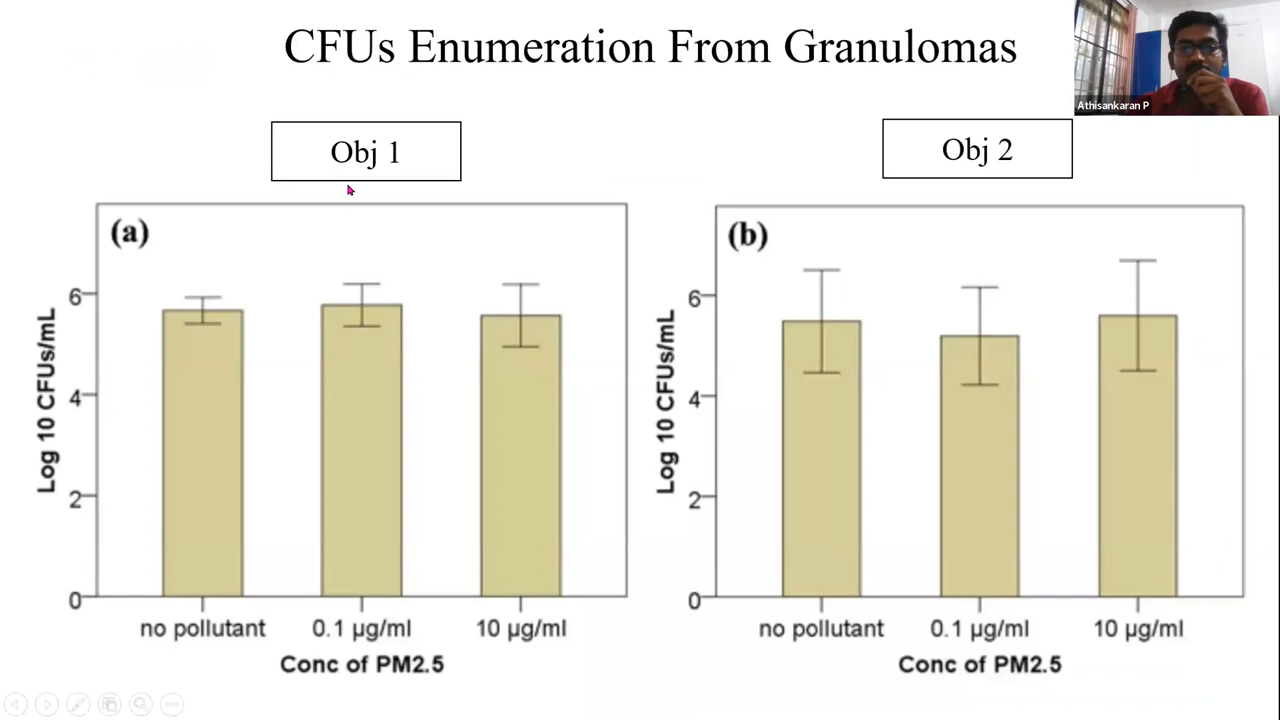 CFUs Enumeration From Granulomas
Athisankaran P
Obj 1
Obj 2
(a)
Log 10 CFUs/mL
6
4
2
0
no pollutant 0.1 µg/ml 10 µg/ml
Conc of PM2.5
(b)
Log 10 CFUs/mL
6
4
2
0
no pollutant 0.1 µg/ml 10 µg/ml
Conc of PM2.5